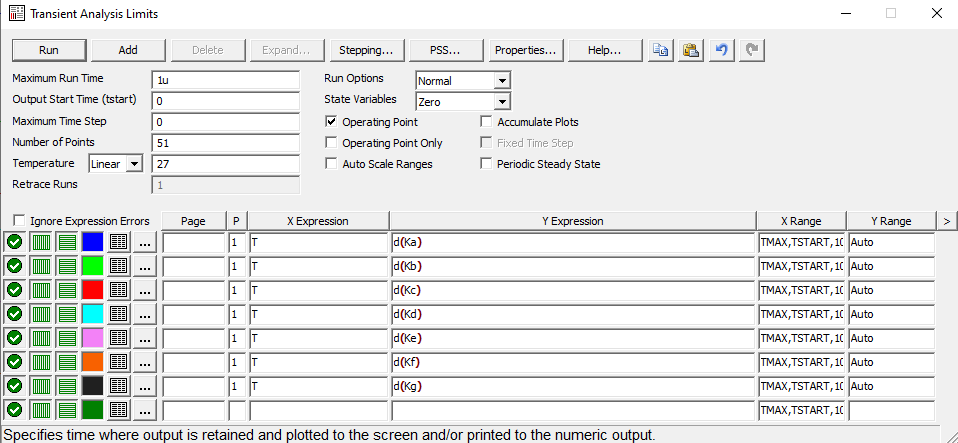 Transient Analysis Limits
Run Add Delete Expand... Stepping... PSS... Properties... Help...
Maximum Run Time 1u Run Options Normal
Output Start Time (tstart) 0 State Variables Zero
Maximum Time Step 0 Operating Point Accumulate Plots
Number of Points 51 Operating Point Only Fixed Time Step
Temperature Linear 27 Auto Scale Ranges Periodic Steady State
Retrace Runs 1
Ignore Expression Errors Page P X Expression Y Expression X Range Y Range >
... 1 T d(Ka) TMAX,TSTART,10 Auto
... 1 T d(Kb) TMAX,TSTART,10 Auto
... 1 T d(Kc) TMAX,TSTART,10 Auto
... 1 T d(Kd) TMAX,TSTART,10 Auto
... 1 T d(Ke) TMAX,TSTART,10 Auto
... 1 T d(Kf) TMAX,TSTART,10 Auto
... 1 T d(Kg) TMAX,TSTART,10 Auto
... 1 TMAX,TSTART,10
Specifies time where output is retained and plotted to the screen and/or printed to the numeric output.